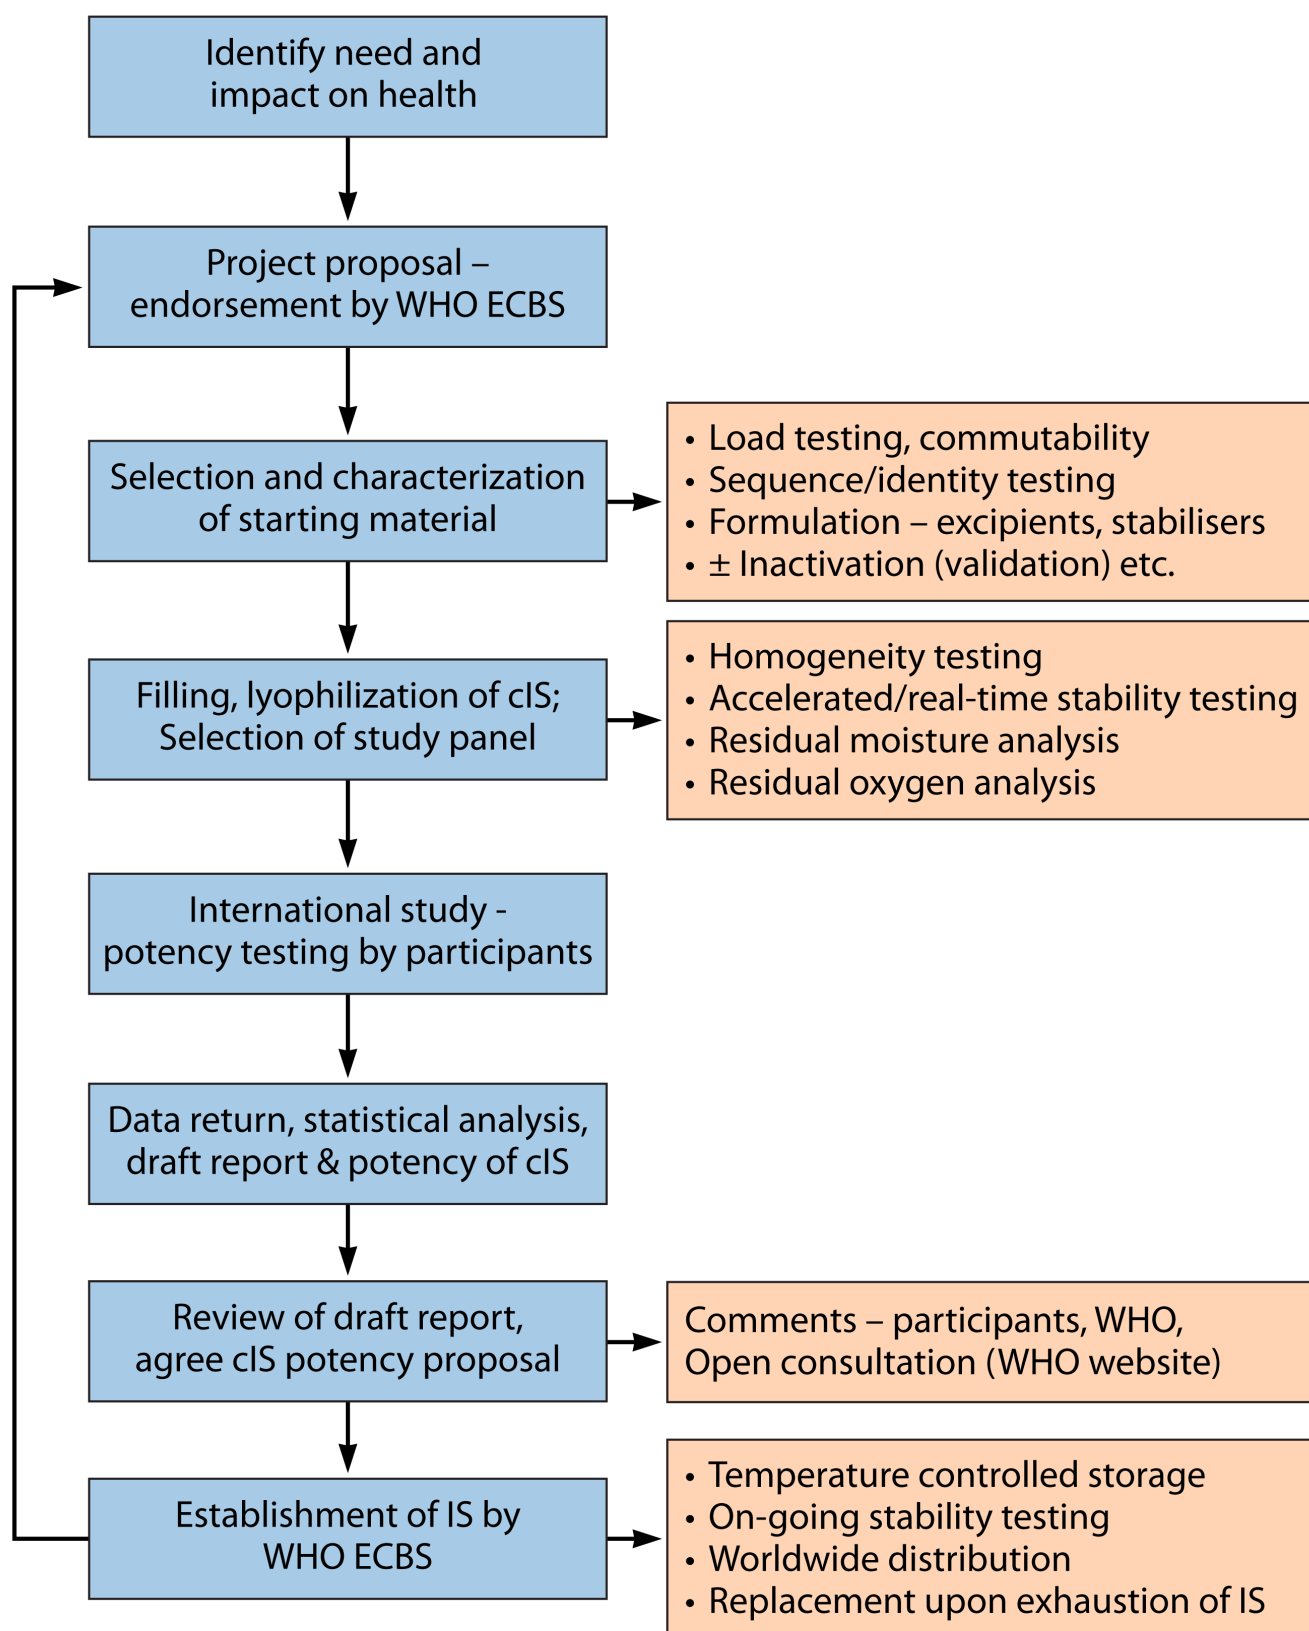 Identify need and
impact on health
Project proposal –
endorsement by WHO ECBS
Selection and characterization
of starting material
• Load testing, commutability
• Sequence/identity testing
• Formulation – excipients, stabilisers
• ± Inactivation (validation) etc.
Filling, lyophilization of cIS;
Selection of study panel
• Homogeneity testing
• Accelerated/real-time stability testing
• Residual moisture analysis
• Residual oxygen analysis
International study -
potency testing by participants
Data return, statistical analysis,
draft report & potency of cIS
Review of draft report,
agree cIS potency proposal
Comments – participants, WHO,
Open consultation (WHO website)
Establishment of IS by
WHO ECBS
• Temperature controlled storage
• On-going stability testing
• Worldwide distribution
• Replacement upon exhaustion of IS